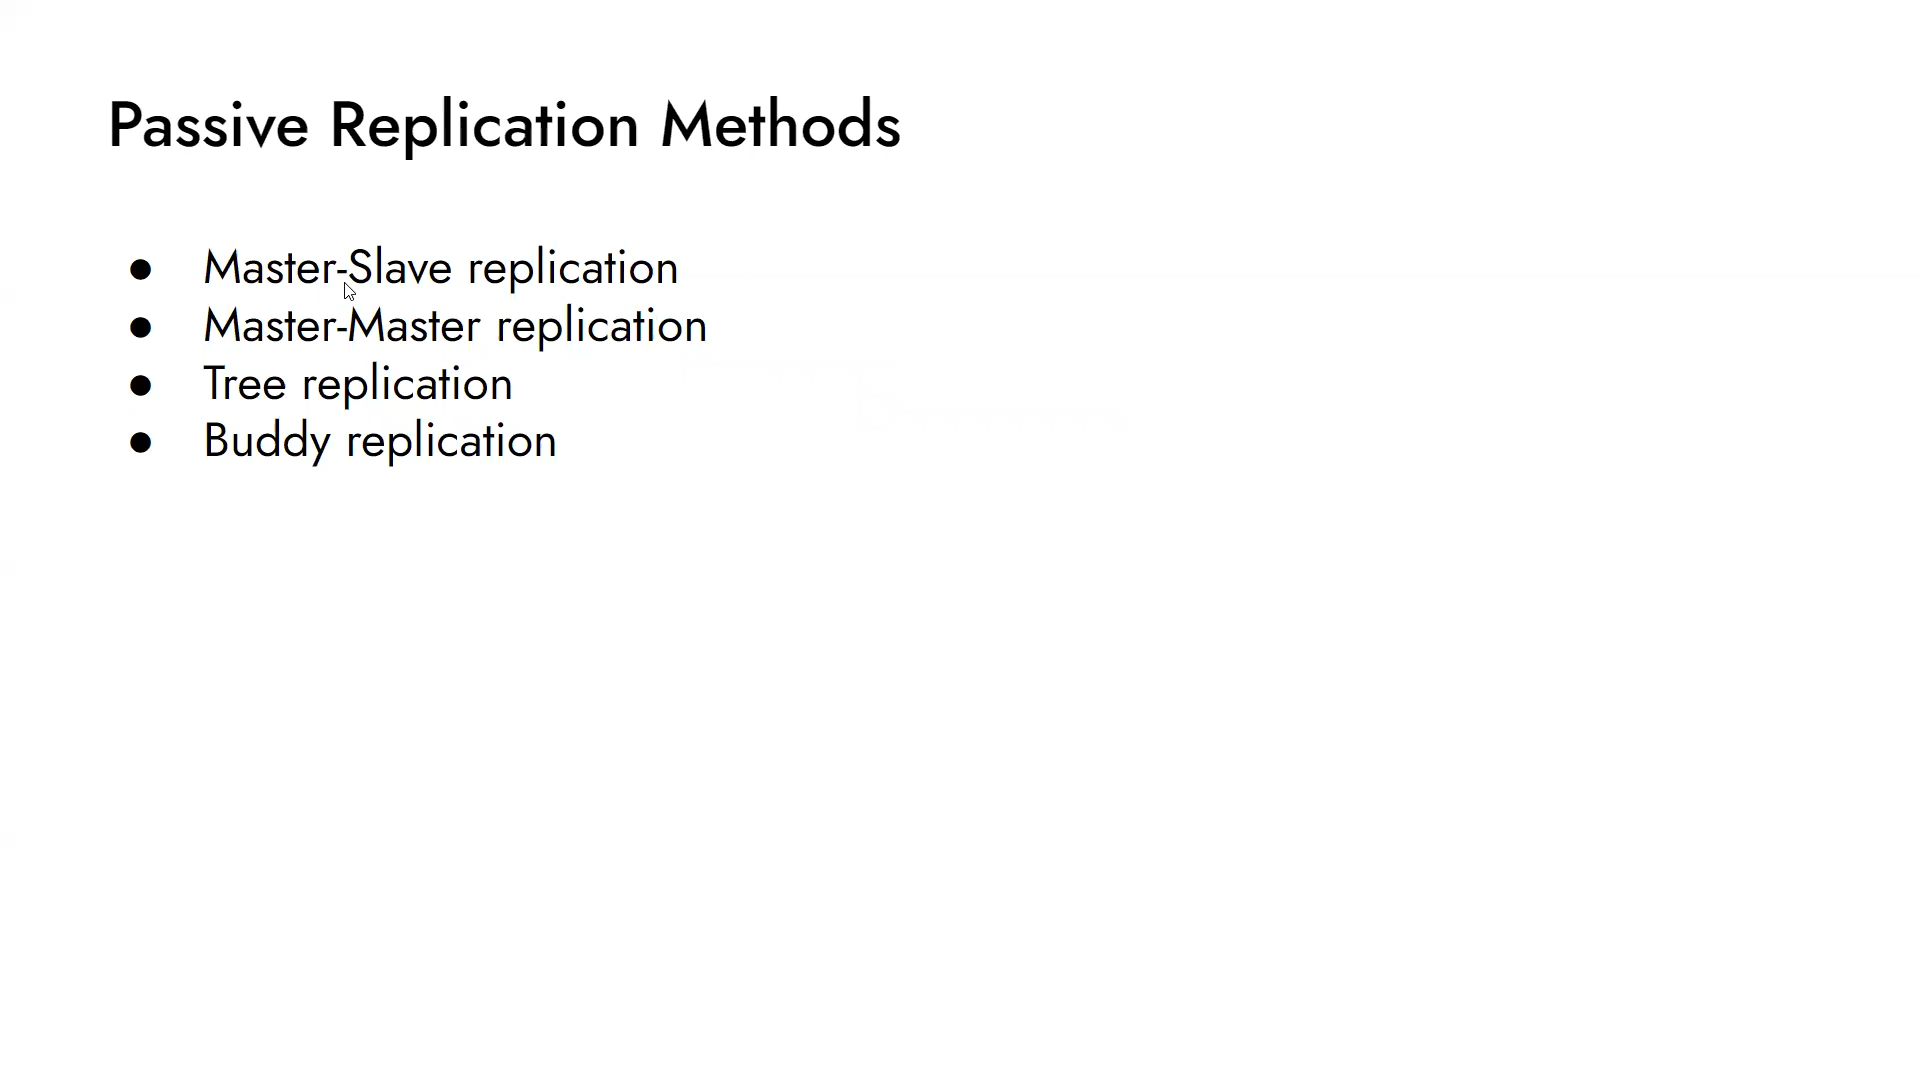 Passive Replication Methods
● Master-Slave replication
● Master-Master replication
● Tree replication
● Buddy replication